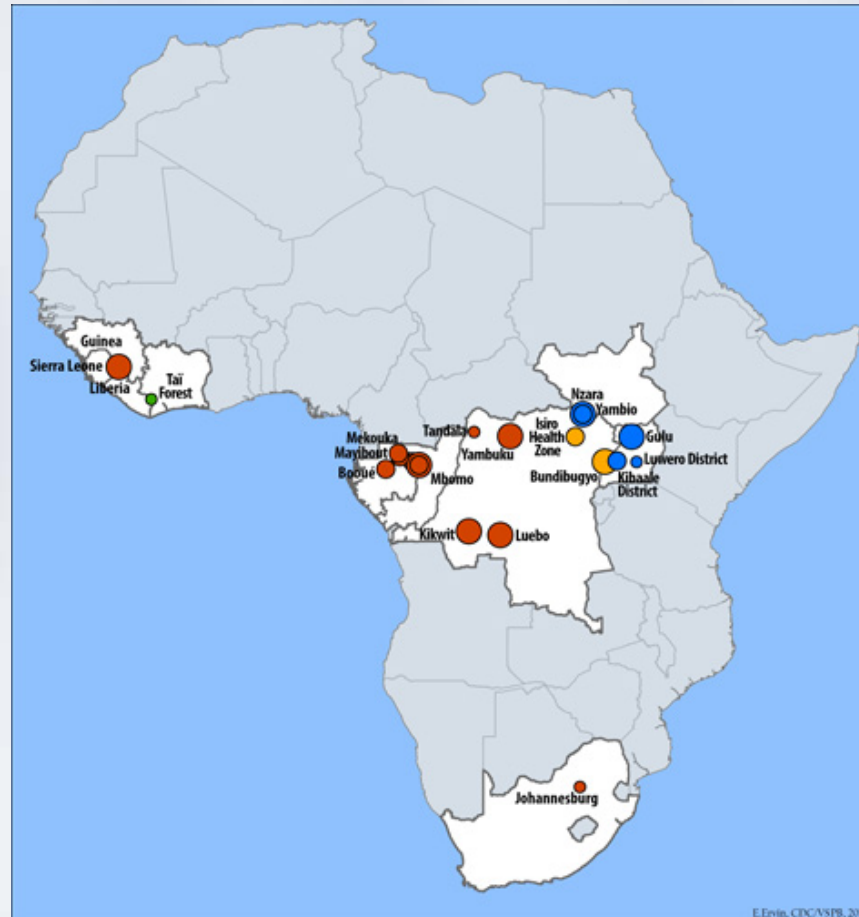 Guinea
Sierra Leone
Liberia
Taï
Forest
Nzara
Yambio
Isiro
Health
Zone
Tandala
Yambuku
Gulu
Luwero District
Kibaale
District
Bundibugyo
Mekouka
Mayibout
Booué
Mbomo
Kikwit
Luebo
Johannesburg
E.Ervin, CDC/VSPB, 20